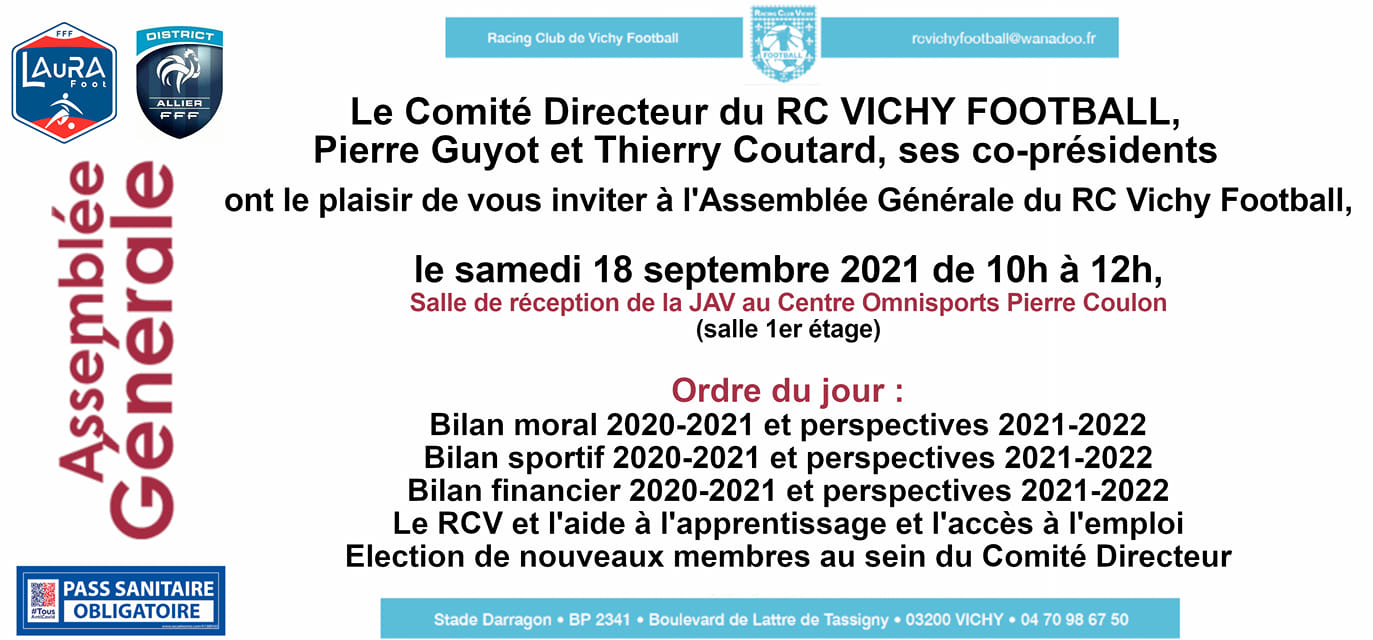 FFF
LAuRA
Foot
DISTRICT
ALLIER
FFF
Assemblée
Générale
Racing Club de Vichy Football
RACING CLUB VICHY
FOOTBALL
rcvichyfootball@wanadoo.fr
Le Comité Directeur du RC VICHY FOOTBALL,
Pierre Guyot et Thierry Coutard, ses co-présidents
ont le plaisir de vous inviter à l'Assemblée Générale du RC Vichy Football,
le samedi 18 septembre 2021 de 10h à 12h,
Salle de réception de la JAV au Centre Omnisports Pierre Coulon
(salle 1er étage)
Ordre du jour :
Bilan moral 2020-2021 et perspectives 2021-2022
Bilan sportif 2020-2021 et perspectives 2021-2022
Bilan financier 2020-2021 et perspectives 2021-2022
Le RCV et l'aide à l'apprentissage et l'accès à l'emploi
Election de nouveaux membres au sein du Comité Directeur
#Tous
AntiCovid
PASS SANITAIRE
OBLIGATOIRE
Stade Darragon • BP 2341 • Boulevard de Lattre de Tassigny • 03200 VICHY • 04 70 98 67 50